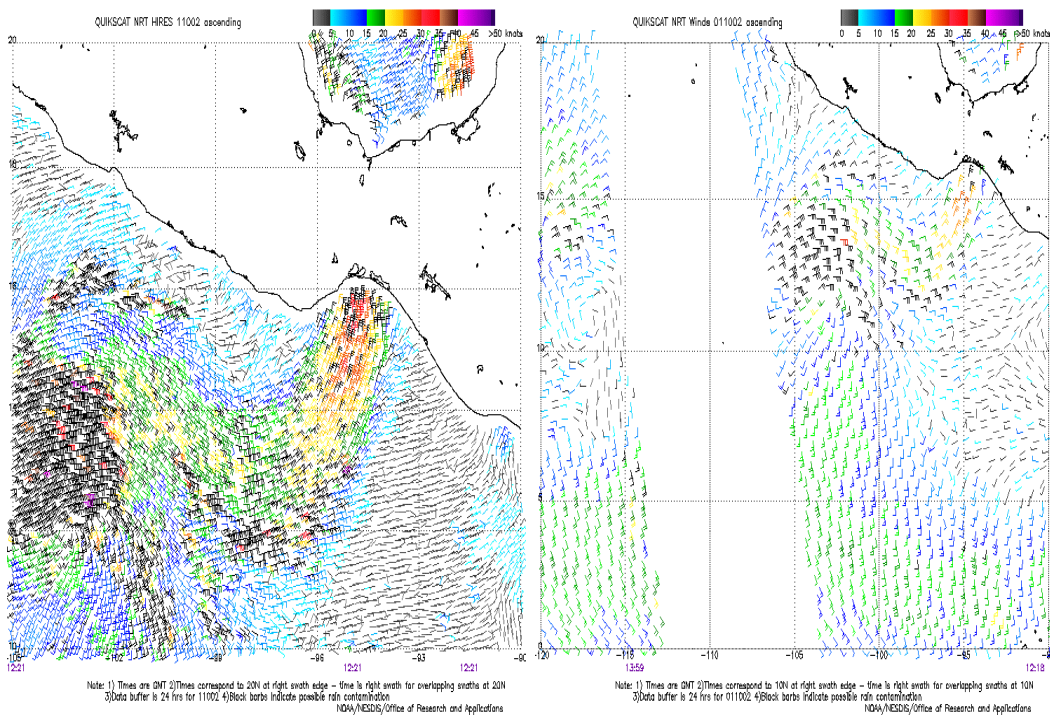 QUIKSCAT NRT HIRES 11002 ascending
0 5 10 15 20 25 30 35 40 45 >50 knots
20
18
16
10
-105 -102 -99 -96 -93 -90
12:21 12:21 12:21
Note: 1) Times are GMT 2)Times correspond to 20N at right swath edge - time is right swath for overlapping swaths at 20N
3)Data buffer is 24 hrs for 11002 4)Black barbs indicate possible rain contamination
NOAA/NESDIS/Office of Research and Applications
QUIKSCAT NRT Winds 011002 ascending
0 5 10 15 20 25 30 35 40 45 >50 knots
20
15
10
5
-120 -115 -110 -105 -100 -95 -90
13:59 12:18
Note: 1) Times are GMT 2)Times correspond to 10N at right swath edge - time is right swath for overlapping swaths at 10N
3)Data buffer is 24 hrs for 011002 4)Black barbs indicate possible rain contamination
NOAA/NESDIS/Office of Research and Applications